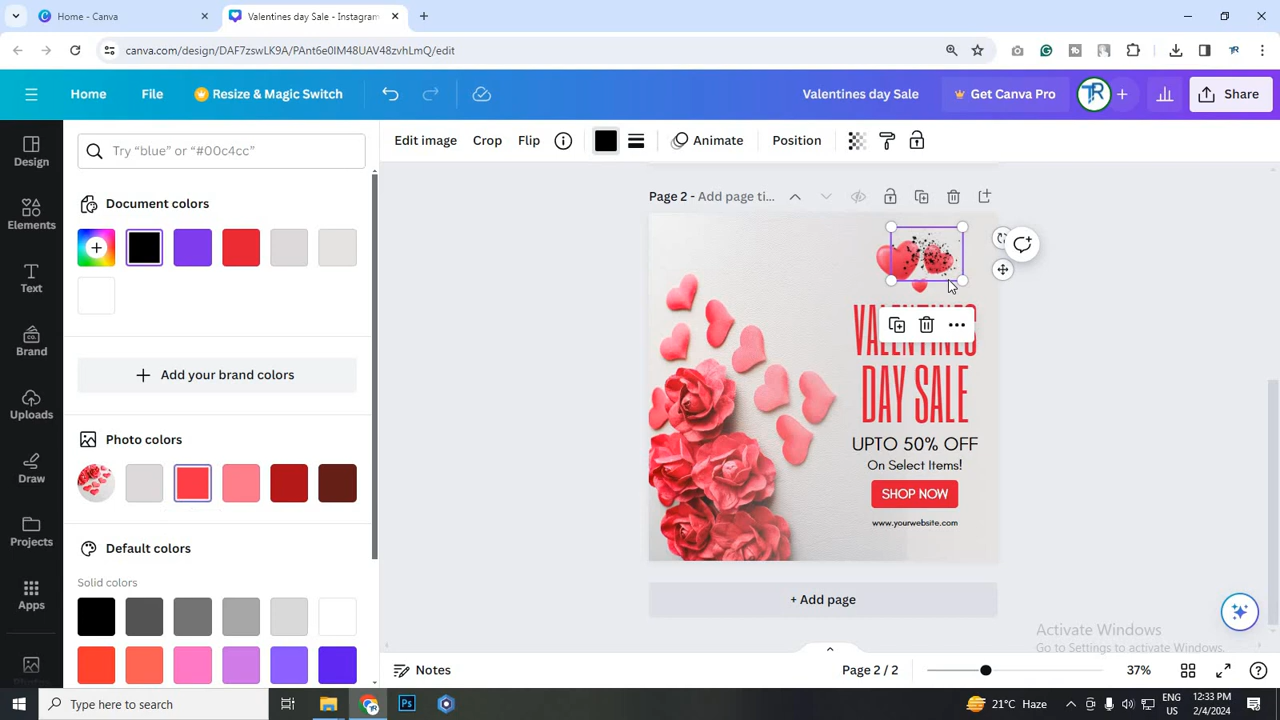 Home - Canva
Valentines day Sale - Instagram
canva.com/design/DAF7zswLK9A/PAnt6e0IM48UAV48zvhLmQ/edit
Home
File
Resize & Magic Switch
Valentines day Sale
Get Canva Pro
TR
Share
Edit image
Crop
Flip
Animate
Position
Design
Elements
Text
Brand
Uploads
Draw
Projects
Apps
Try “blue” or “#00c4cc”
Document colors
Add your brand colors
Photo colors
Default colors
Solid colors
Page 2 - Add page ti...
VALENTINES
DAY SALE
UPTO 50% OFF
On Select Items!
SHOP NOW
www.yourwebsite.com
+ Add page
Activate Windows
Go to Settings to activate Windows.
Notes
Page 2 / 2
37%
Type here to search
Ps
21°C Haze
ENG
US
12:33 PM
2/4/2024